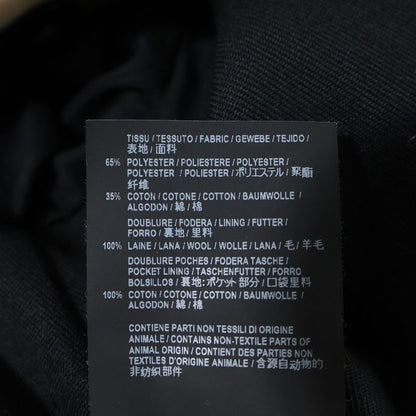 TISSU / TESSUTO / FABRIC / GEWEBE / TEJIDO /
表地 / 面料
65% POLYESTER / POLIESTERE / POLYESTER /
POLYESTER / POLIESTER / ポリエステル / 聚酯
纤维
35% COTON / COTONE / COTTON / BAUMWOLLE /
ALGODON / 綿 / 棉
DOUBLURE / FODERA / LINING / FUTTER /
FORRO / 裏地 / 里料
100% LAINE / LANA / WOOL / WOLLE / LANA / 毛 / 羊毛
DOUBLURE POCHES / FODERA TASCHE /
POCKET LINING / TASCHENFUTTER / FORRO
BOLSILLOS / 裏地: ポケット部分 / 口袋里料
100% COTON / COTONE / COTTON / BAUMWOLLE /
ALGODON / 綿 / 棉
CONTIENE PARTI NON TESSILI DI ORIGINE
ANIMALE / CONTAINS NON-TEXTILE PARTS OF
ANIMAL ORIGIN / CONTIENT DES PARTIES NON
TEXTILES D'ORIGINE ANIMALE / 含源自动物的
非纺织部件